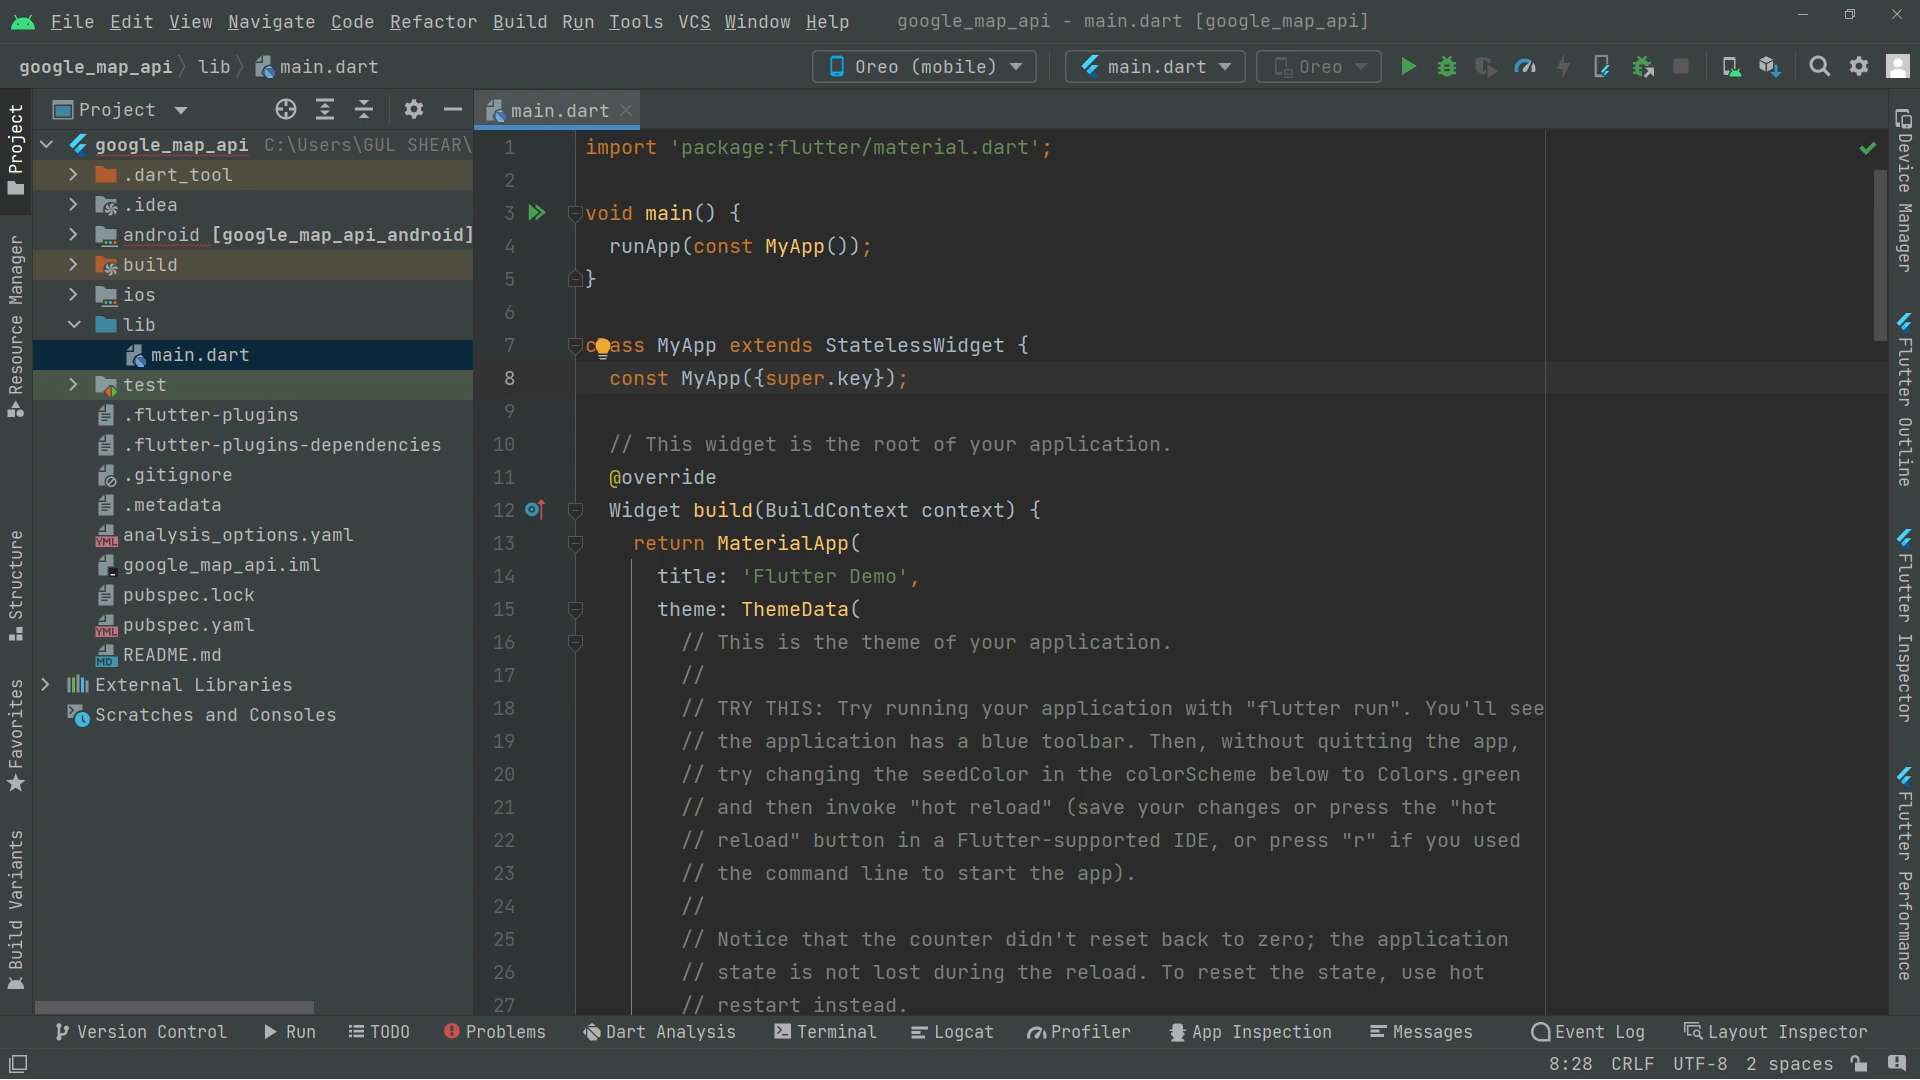 File Edit View Navigate Code Refactor Build Run Tools VCS Window Help google_map_api - main.dart [google_map_api]
google_map_api lib main.dart Oreo (mobile) main.dart Oreo
Project
google_map_api C:\Users\GUL SHEAR\
.dart_tool
.idea
android [google_map_api_android]
build
ios
lib
main.dart
test
.flutter-plugins
.flutter-plugins-dependencies
.gitignore
.metadata
analysis_options.yaml
google_map_api.iml
pubspec.lock
pubspec.yaml
README.md
External Libraries
Scratches and Consoles
Project
Resource Manager
Structure
Favorites
Build Variants
main.dart
1 import 'package:flutter/material.dart';
2
3 void main() {
4 runApp(const MyApp());
5 }
6
7 class MyApp extends StatelessWidget {
8 const MyApp({super.key});
9
10 // This widget is the root of your application.
11 @override
12 Widget build(BuildContext context) {
13 return MaterialApp(
14 title: 'Flutter Demo',
15 theme: ThemeData(
16 // This is the theme of your application.
17 //
18 // TRY THIS: Try running your application with "flutter run". You'll see
19 // the application has a blue toolbar. Then, without quitting the app,
20 // try changing the seedColor in the colorScheme below to Colors.green
21 // and then invoke "hot reload" (save your changes or press the "hot
22 // reload" button in a Flutter-supported IDE, or press "r" if you used
23 // the command line to start the app).
24 //
25 // Notice that the counter didn't reset back to zero; the application
26 // state is not lost during the reload. To reset the state, use hot
27 // restart instead.
Device Manager
Flutter Outline
Flutter Inspector
Flutter Performance
Version Control Run TODO Problems Dart Analysis Terminal Logcat Profiler App Inspection Messages Event Log Layout Inspector
8:28 CRLF UTF-8 2 spaces